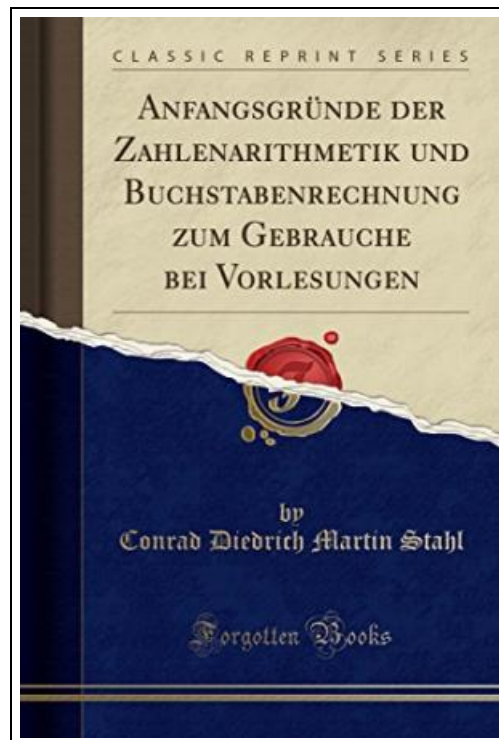 CLASSIC REPRINT SERIES
ANFANGSGRÜNDE DER
ZAHLENARITHMETIK UND
BUCHSTABENRECHNUNG
ZUM GEBRAUCHE
BEI VORLESUNGEN
by
Conrad Diedrich Martin Stahl
Forgotten Books